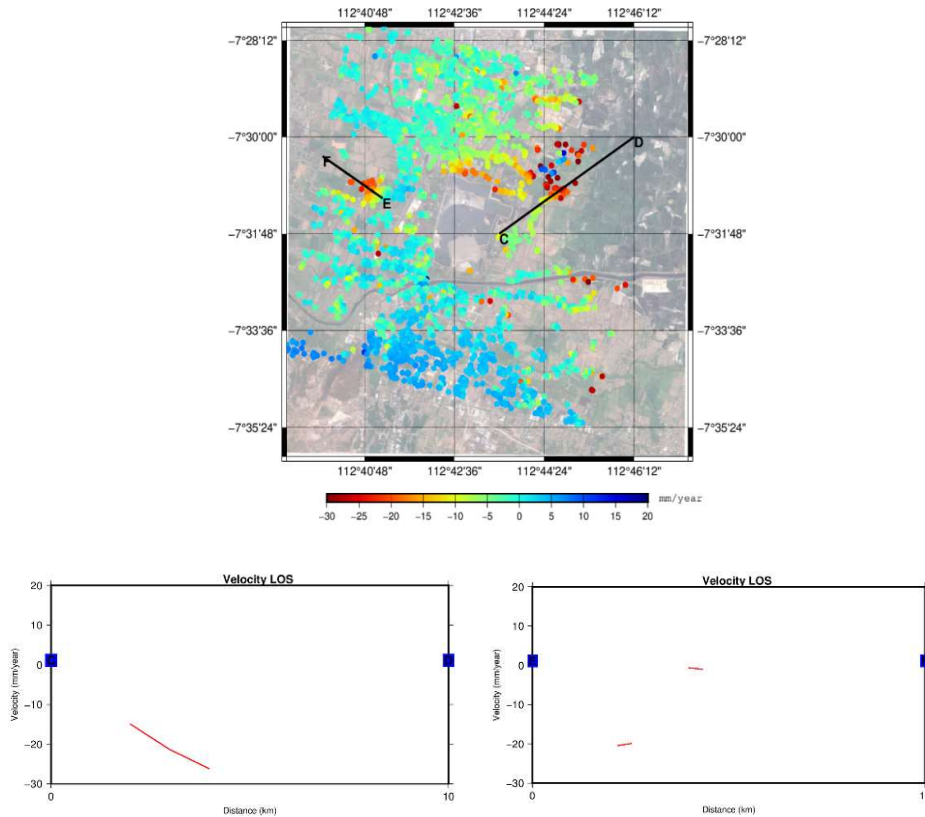 112°40'48" 112°42'36" 112°44'24" 112°46'12"
-7°28'12" -7°28'12"
-7°30'00" -7°30'00"
D
F
E
C
-7°31'48" -7°31'48"
-7°33'36" -7°33'36"
-7°35'24" -7°35'24"
112°40'48" 112°42'36" 112°44'24" 112°46'12"
mm/year
-30 -25 -20 -15 -10 -5 0 5 10 15 20
Velocity LOS
20
10
0
-10
-20
-30
Velocity (mm/year)
0 10
Distance (km)
Velocity LOS
20
10
0
-10
-20
-30
Velocity (mm/year)
0 1
Distance (km)